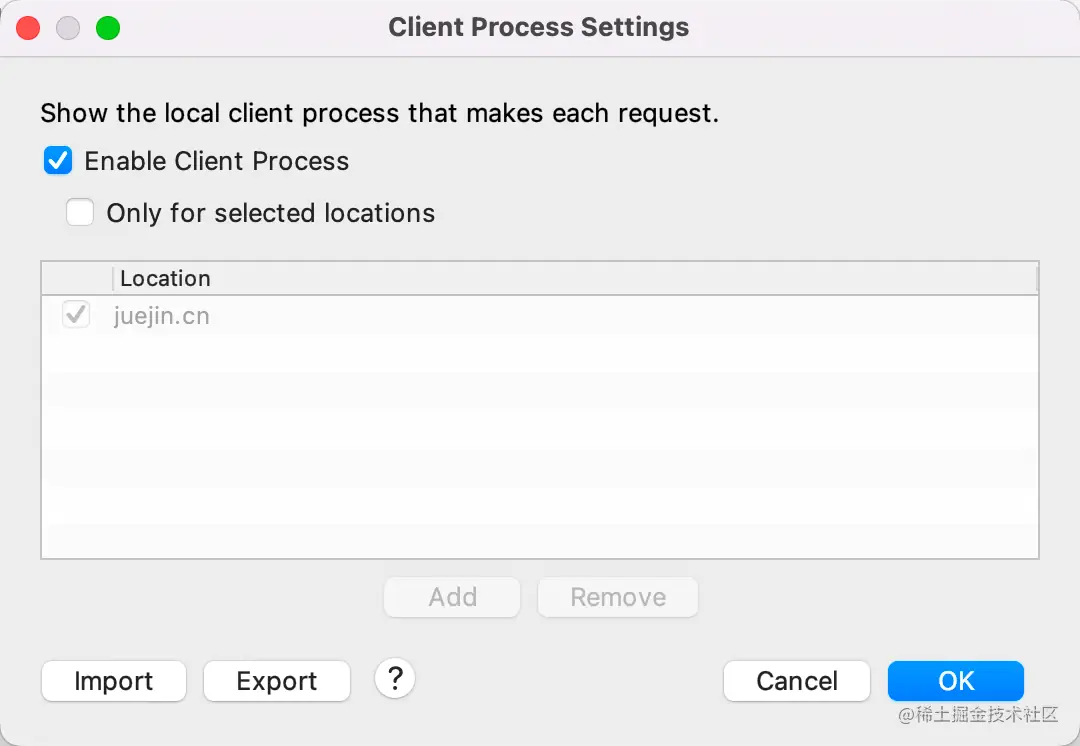 Client Process Settings
Show the local client process that makes each request.
Enable Client Process
Only for selected locations
Location
juejin.cn
Add Remove
Import Export ? Cancel OK
@稀土掘金技术社区